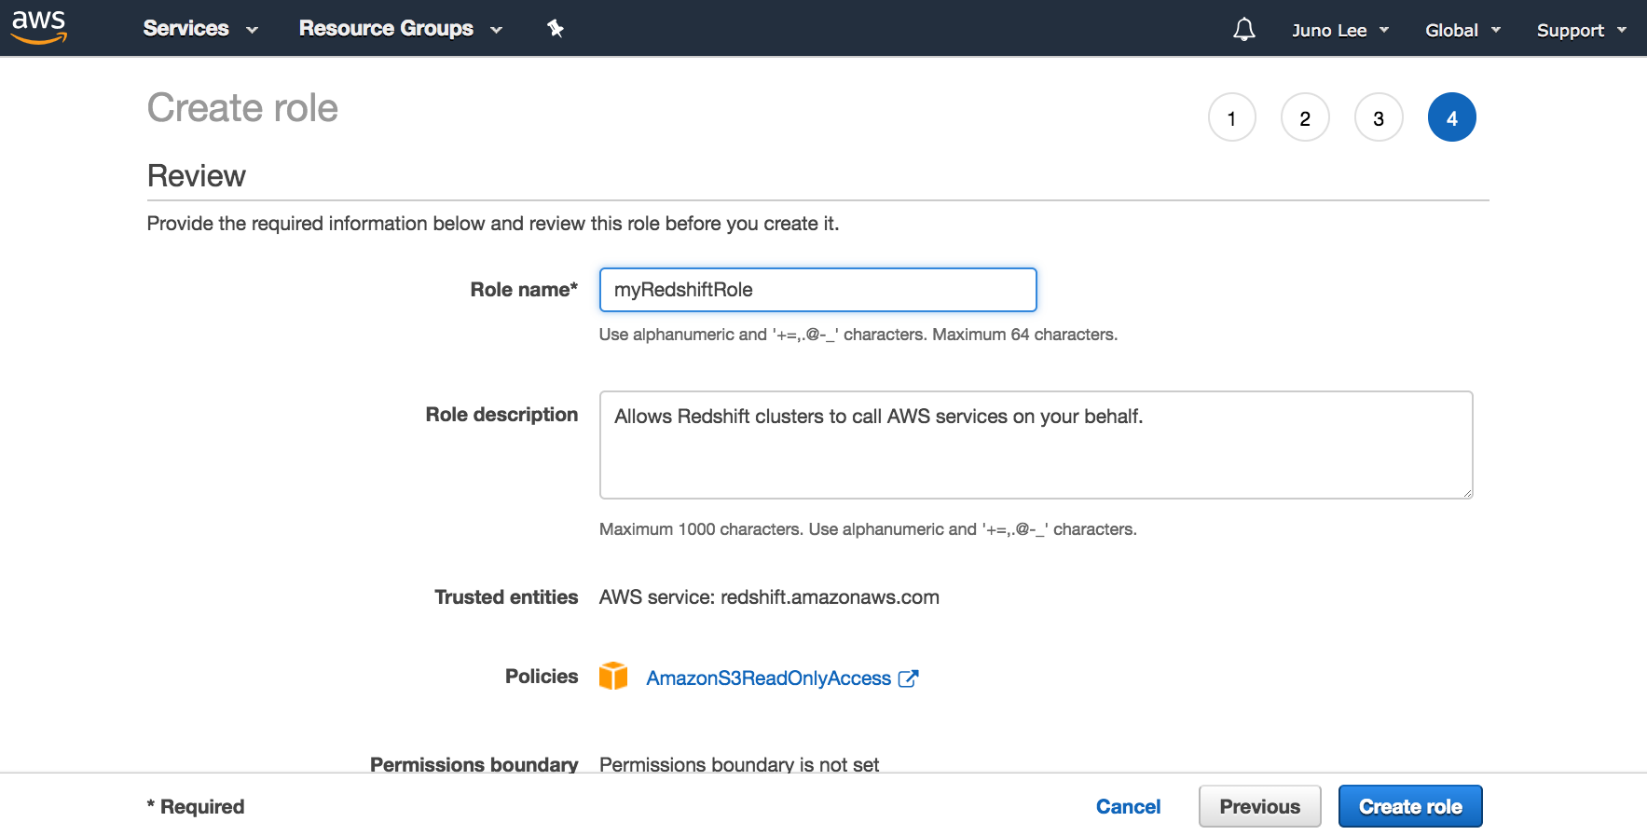 aws Services Resource Groups Juno Lee Global Support
Create role 1 2 3 4
Review
Provide the required information below and review this role before you create it.
Role name* myRedshiftRole
Use alphanumeric and '+=,.@-_' characters. Maximum 64 characters.
Role description Allows Redshift clusters to call AWS services on your behalf.
Maximum 1000 characters. Use alphanumeric and '+=,.@-_' characters.
Trusted entities AWS service: redshift.amazonaws.com
Policies AmazonS3ReadOnlyAccess
Permissions boundary Permissions boundary is not set
* Required Cancel Previous Create role